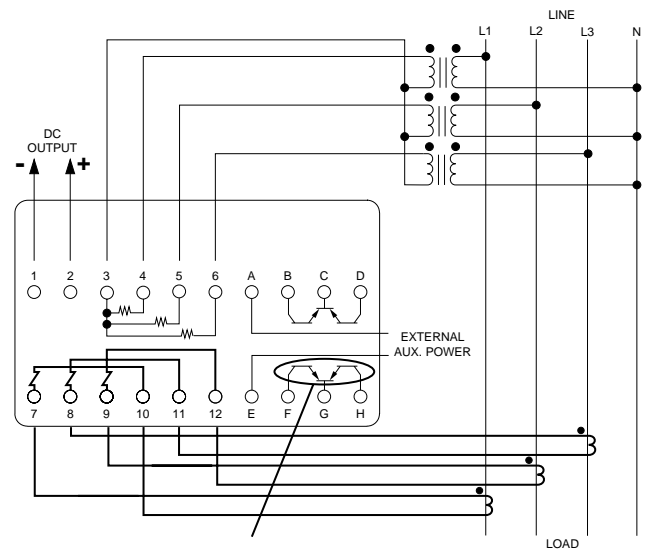 LINE
L1 L2 L3 N
DC
OUTPUT
- +
1 2 3 4 5 6 A B C D
EXTERNAL
AUX. POWER
7 8 9 10 11 12 E F G H
LOAD